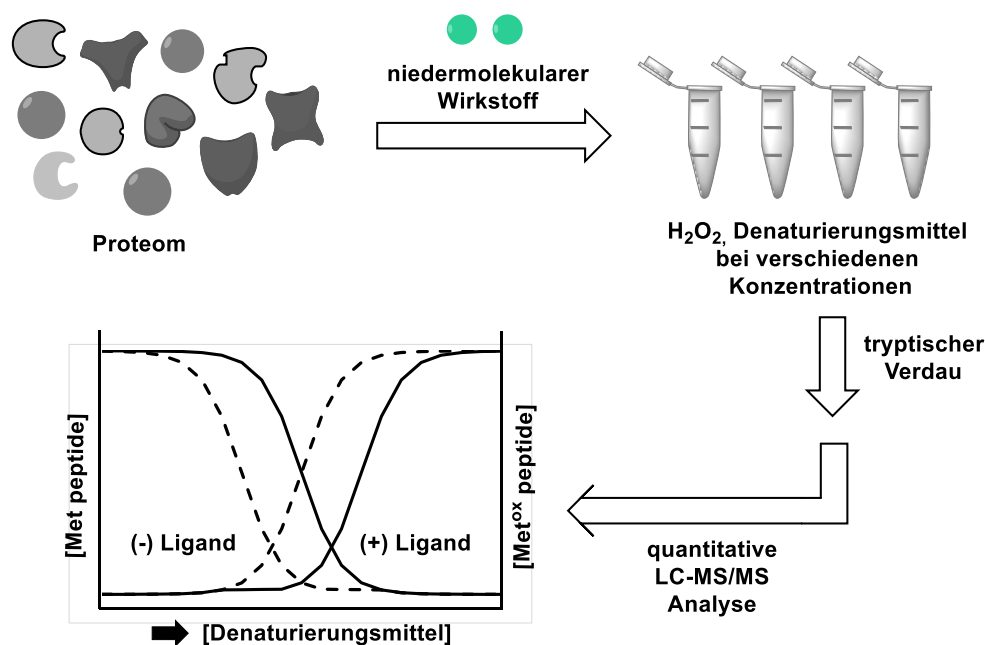 niedermolekularer
Wirkstoff
Proteom
H₂O₂, Denaturierungsmittel
bei verschiedenen
Konzentrationen
tryptischer
Verdau
quantitative
LC-MS/MS
Analyse
[Met peptide]
(-) Ligand
(+) Ligand
[Metᵒˣ peptide]
[Denaturierungsmittel]